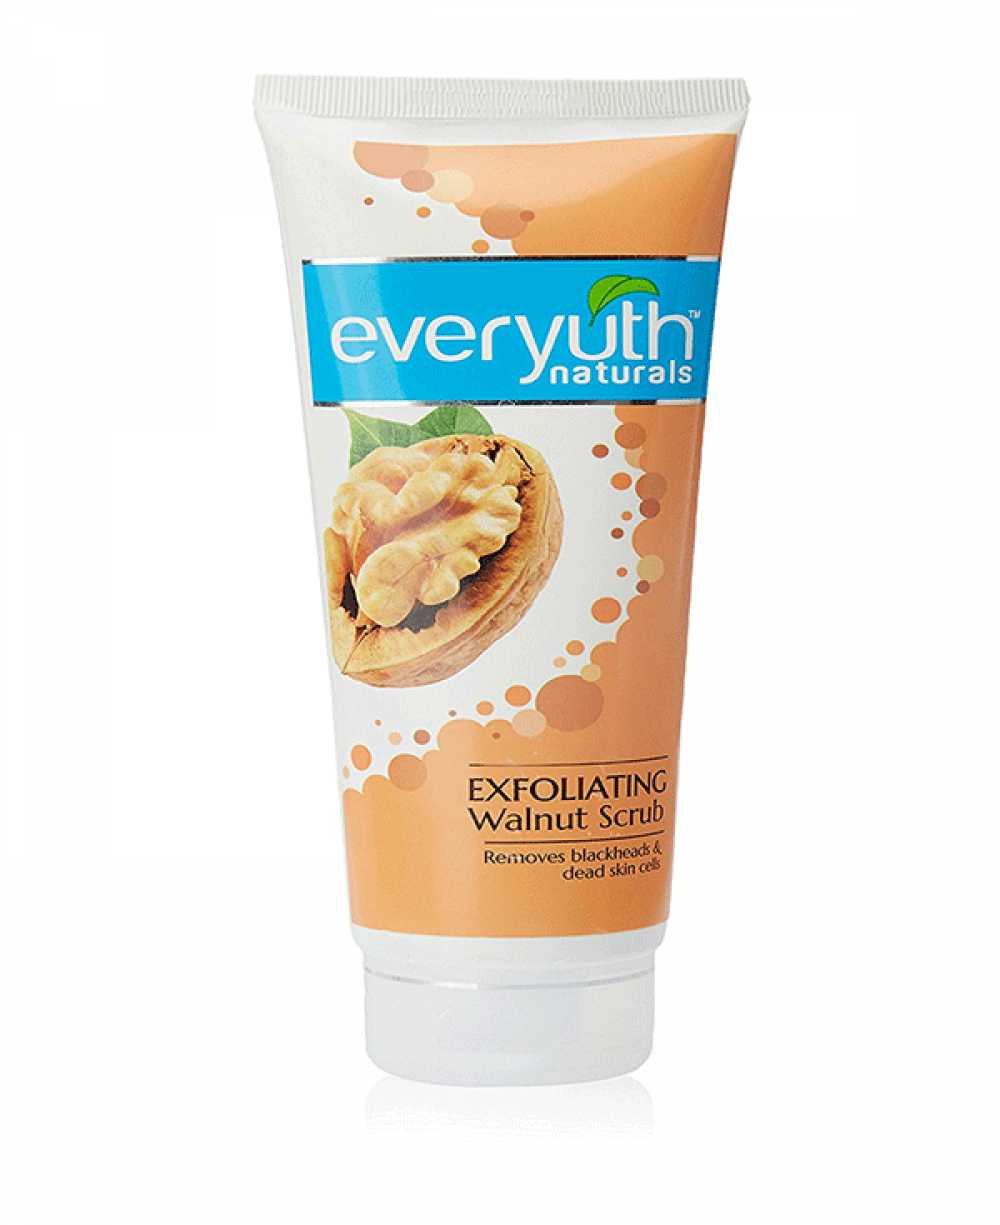 everyuth™
naturals
EXFOLIATING
Walnut Scrub
Removes blackheads &
dead skin cells